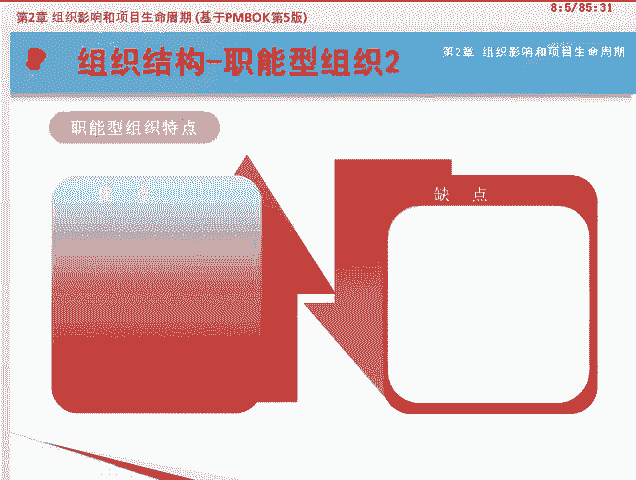 第2章 组织影响和项目生命周期 (基于PMBOK第5版)
8:5/85:31
组织结构-职能型组织2
第2章 组织影响和项目生命周期
职能型组织特点
缺 点